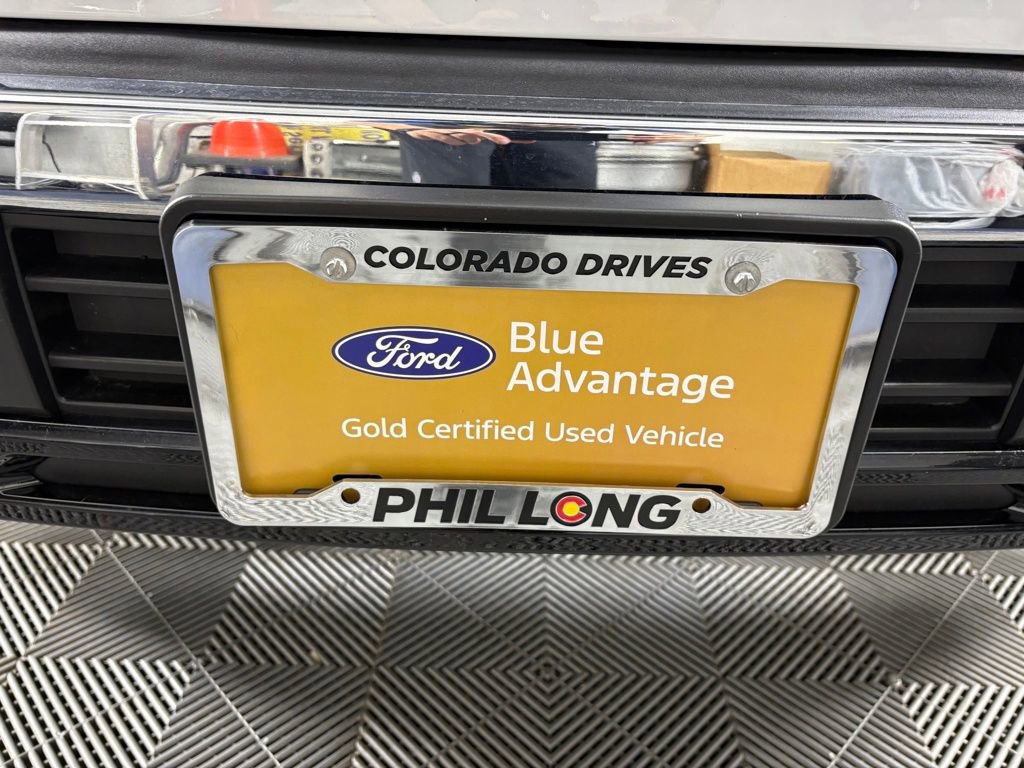 COLORADO DRIVES
Ford
Blue
Advantage
Gold Certified Used Vehicle
PHIL LONG